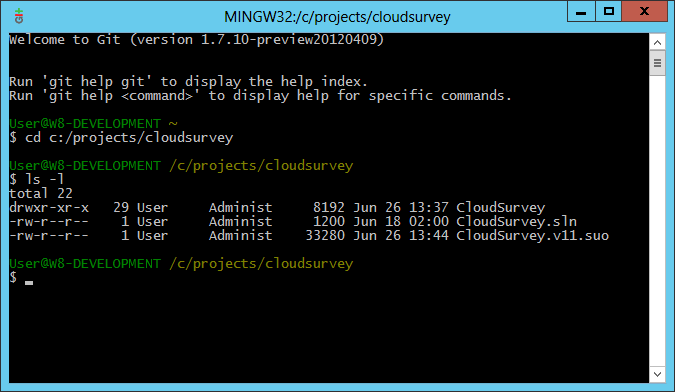 MINGW32:/c/projects/cloudsurvey
Welcome to Git (version 1.7.10-preview20120409)
Run 'git help git' to display the help index.
Run 'git help <command>' to display help for specific commands.
User@W8-DEVELOPMENT ~
$ cd c:/projects/cloudsurvey
User@W8-DEVELOPMENT /c/projects/cloudsurvey
$ ls -l
total 22
drwxr-xr-x   29 User     Administ     8192 Jun 26 13:37 CloudSurvey
-rw-r--r--    1 User     Administ     1200 Jun 18 02:00 CloudSurvey.sln
-rw-r--r--    1 User     Administ    33280 Jun 26 13:44 CloudSurvey.v11.suo
User@W8-DEVELOPMENT /c/projects/cloudsurvey
$